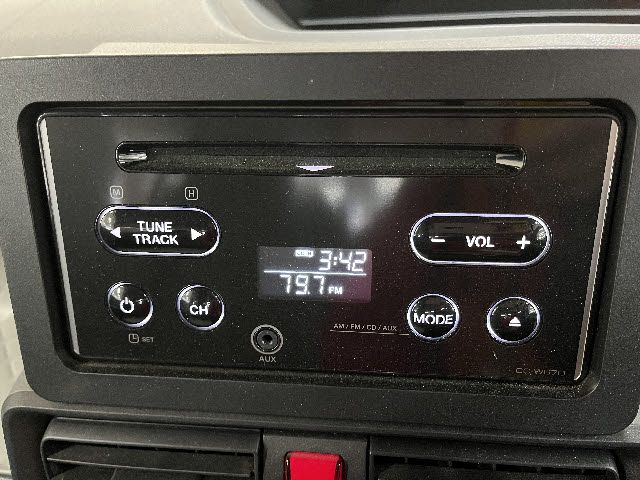 M H
TUNE
TRACK
− VOL +
3:42
79.7 FM
CH
MODE
AM / FM / CD / AUX
SET
AUX